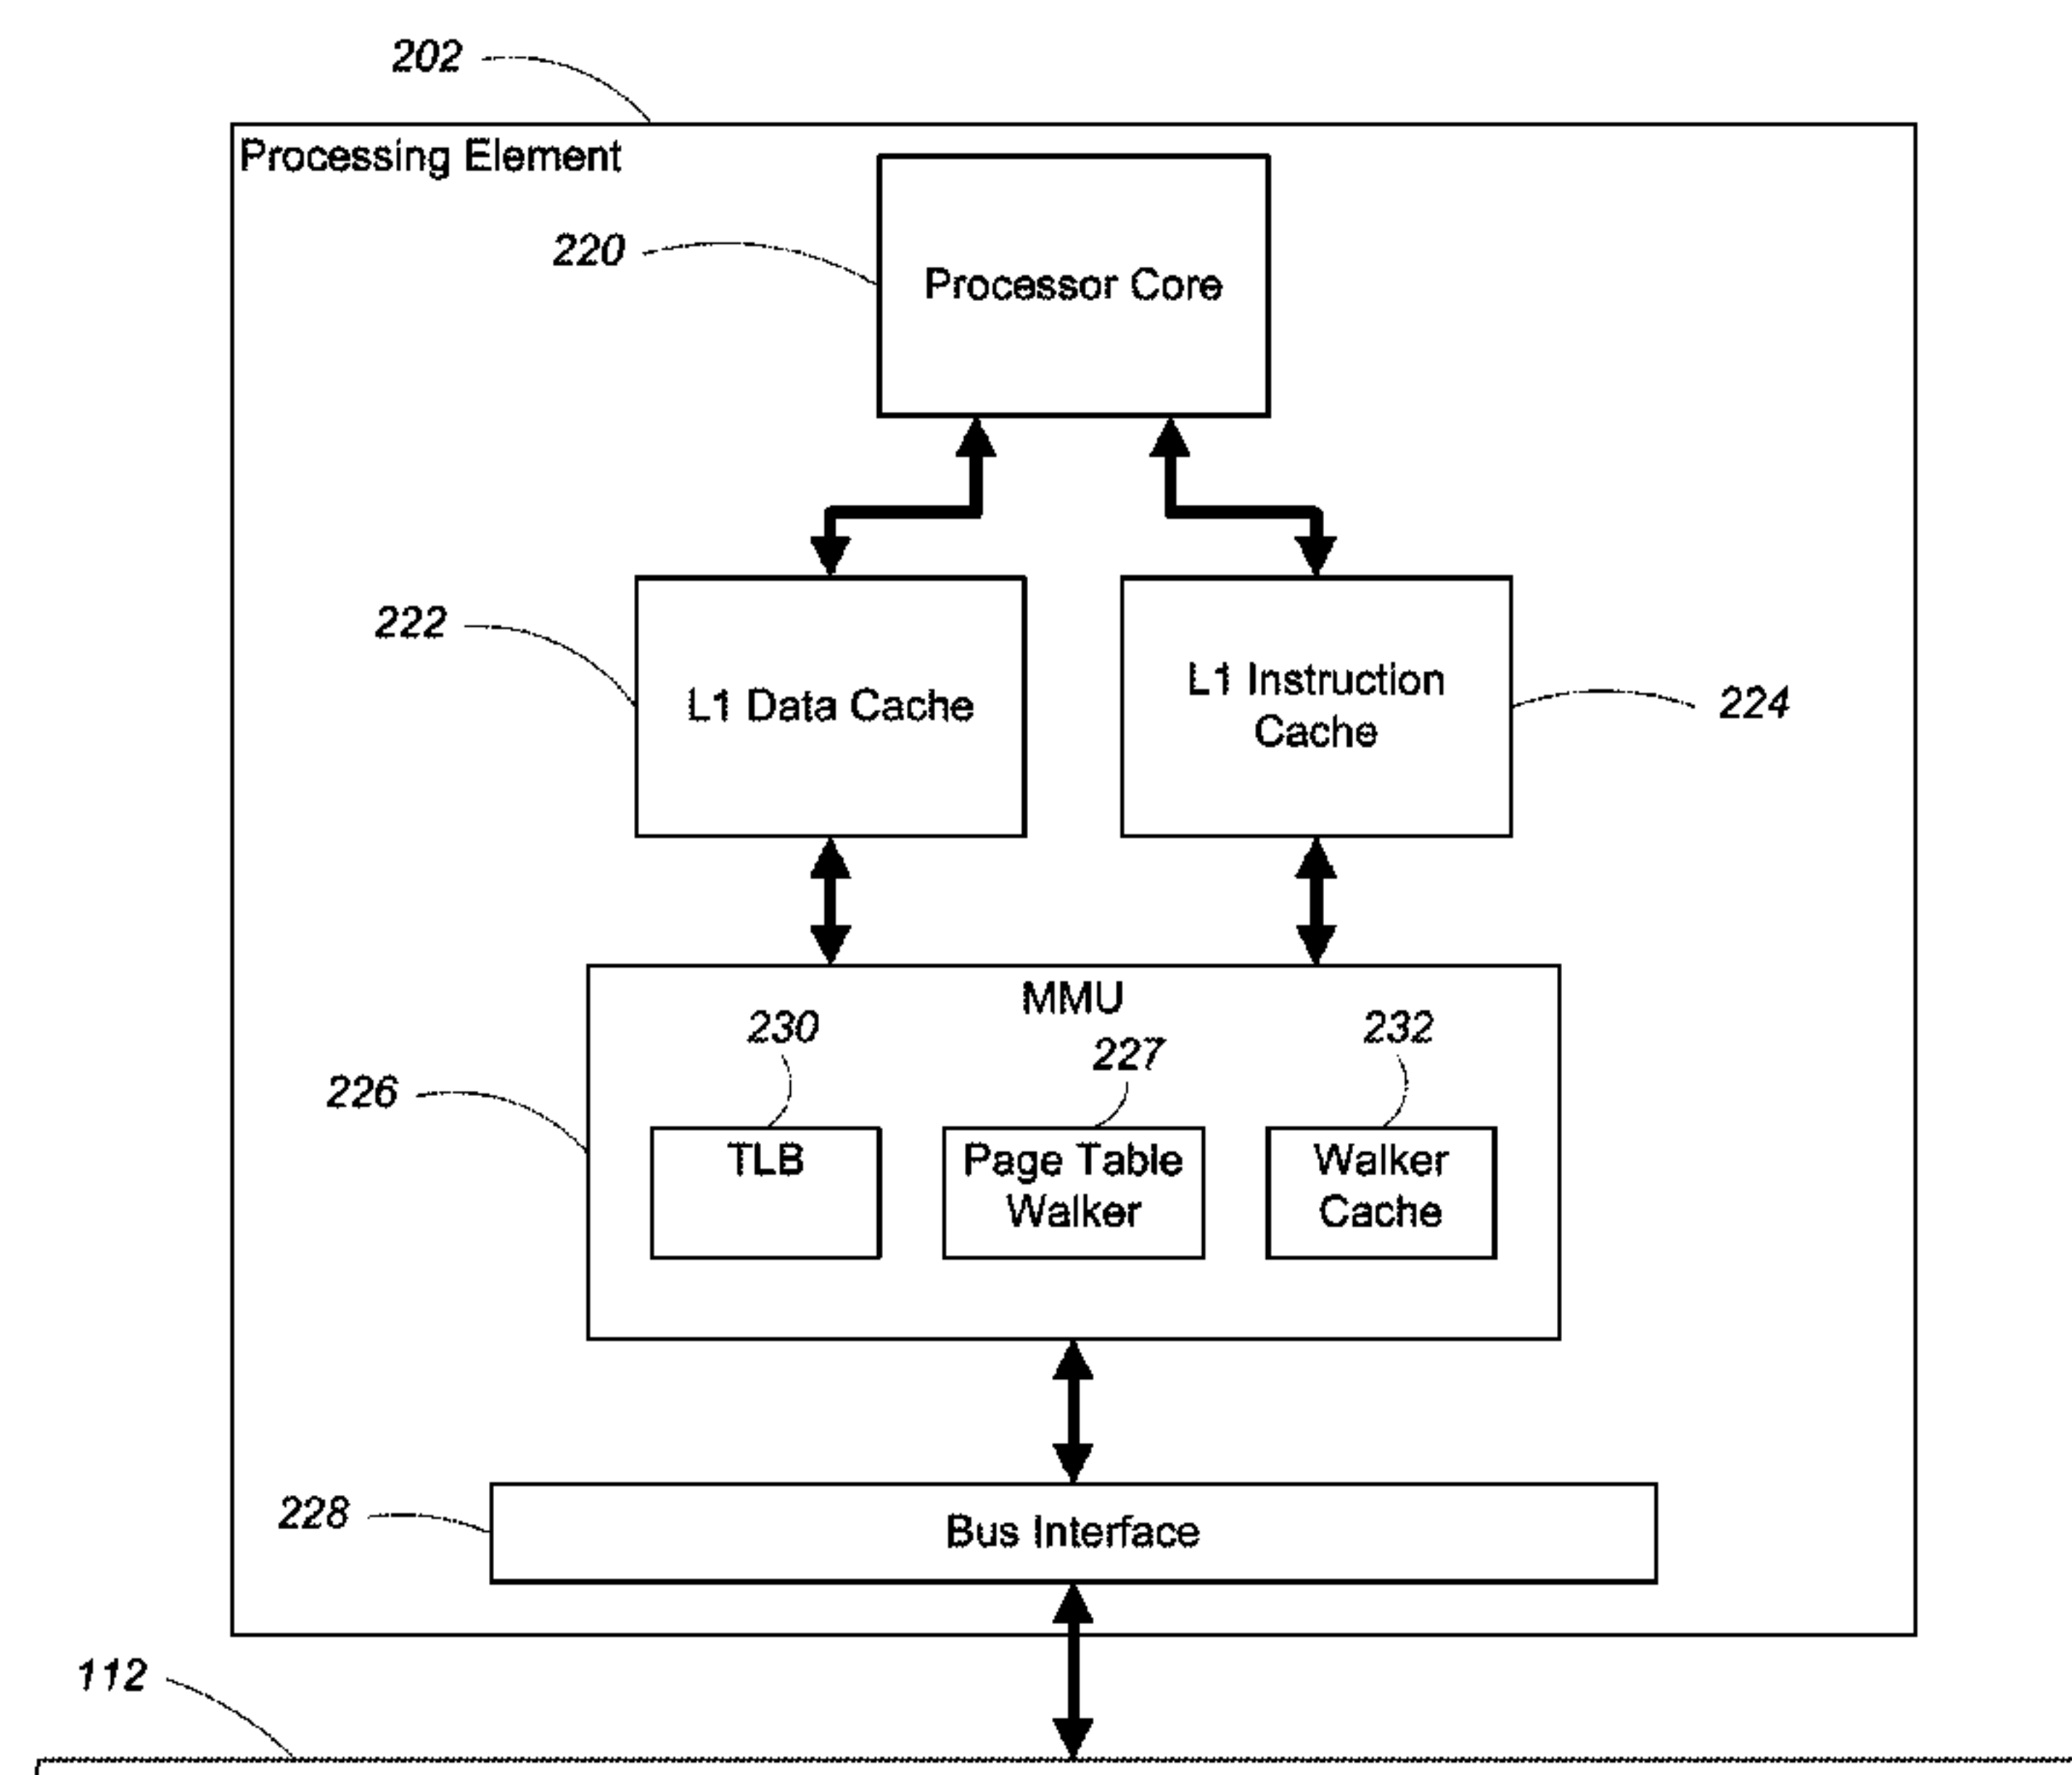 202
Processing Element
220
Processor Core
222
L1 Data Cache
L1 Instruction
Cache
224
MMU
230
227
232
226
TLB
Page Table
Walker
Walker
Cache
228
Bus Interface
112